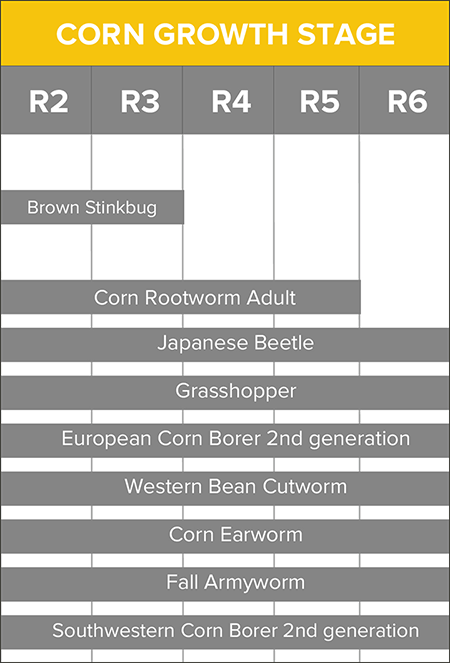 CORN GROWTH STAGE
R2 R3 R4 R5 R6
Brown Stinkbug
Corn Rootworm Adult
Japanese Beetle
Grasshopper
European Corn Borer 2nd generation
Western Bean Cutworm
Corn Earworm
Fall Armyworm
Southwestern Corn Borer 2nd generation